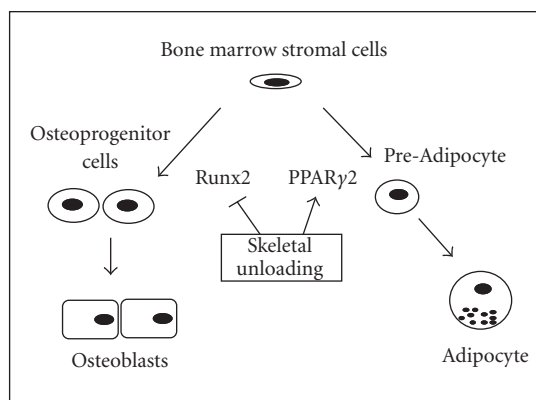 Bone marrow stromal cells
Osteoprogenitor
cells
Pre-Adipocyte
Runx2
PPARγ2
Skeletal
unloading
Osteoblasts
Adipocyte